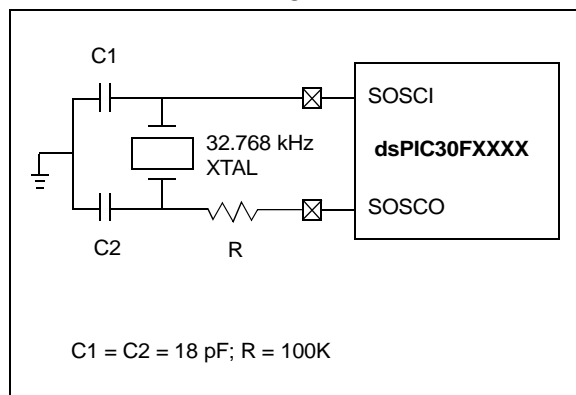 C1
SOSCI
32.768 kHz
XTAL
dsPIC30FXXXX
SOSCO
C2
R
C1 = C2 = 18 pF; R = 100K